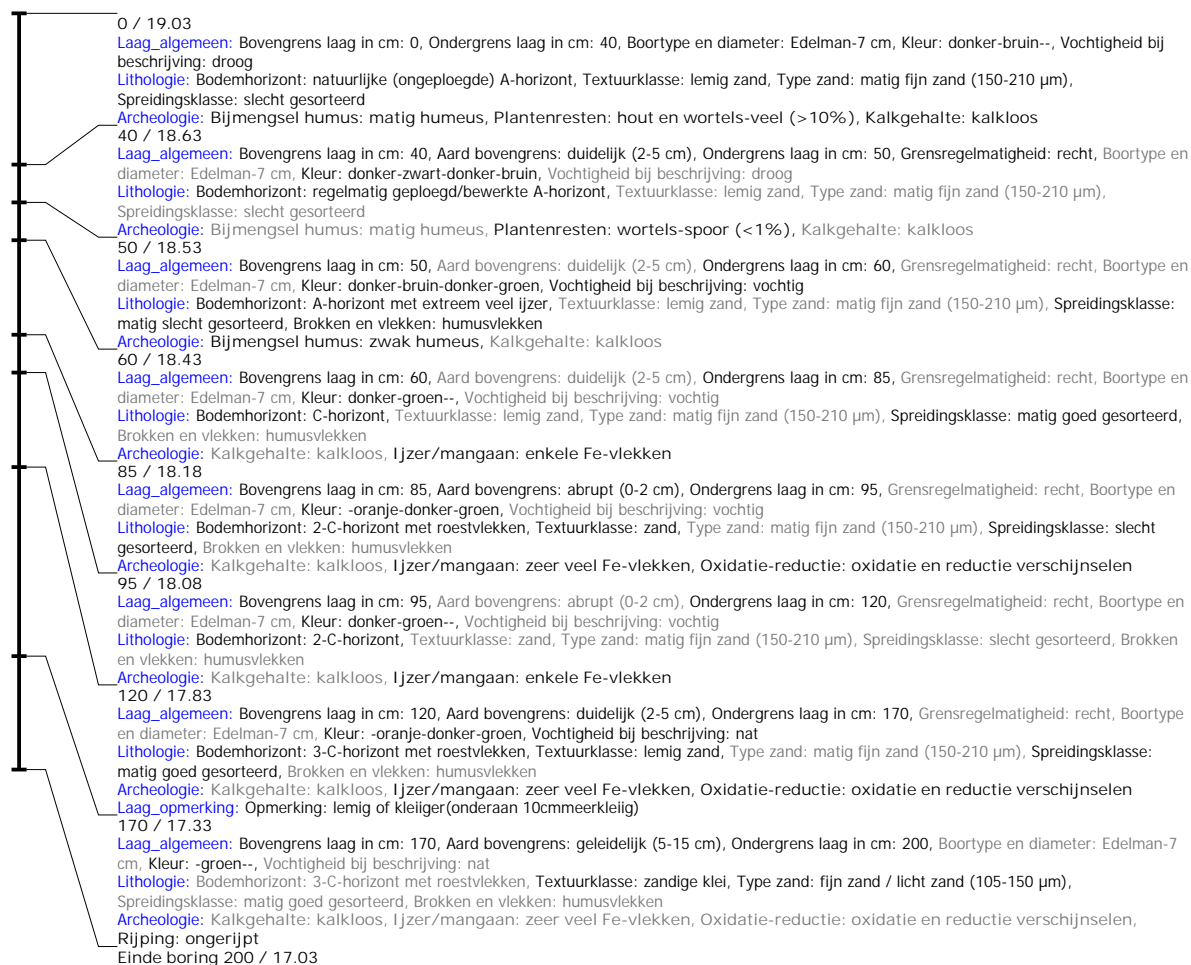 0 / 19.03
Laag_algemeen: Bovengrens laag in cm: 0, Ondergrens laag in cm: 40, Boortype en diameter: Edelman-7 cm, Kleur: donker-bruin--, Vochtigheid bij
beschrijving: droog
Lithologie: Bodemhorizont: natuurlijke (ongeploegde) A-horizont, Textuurklasse: lemig zand, Type zand: matig fijn zand (150-210 µm),
Spreidingsklasse: slecht gesorteerd
Archeologie: Bijmengsel humus: matig humeus, Plantenresten: hout en wortels-veel (>10%), Kalkgehalte: kalkloos
40 / 18.63
Laag_algemeen: Bovengrens laag in cm: 40, Aard bovengrens: duidelijk (2-5 cm), Ondergrens laag in cm: 50, Grensregelmatigheid: recht, Boortype en
diameter: Edelman-7 cm, Kleur: donker-zwart-donker-bruin, Vochtigheid bij beschrijving: droog
Lithologie: Bodemhorizont: regelmatig geploegd/bewerkte A-horizont, Textuurklasse: lemig zand, Type zand: matig fijn zand (150-210 µm),
Spreidingsklasse: slecht gesorteerd
Archeologie: Bijmengsel humus: matig humeus, Plantenresten: wortels-spoor (<1%), Kalkgehalte: kalkloos
50 / 18.53
Laag_algemeen: Bovengrens laag in cm: 50, Aard bovengrens: duidelijk (2-5 cm), Ondergrens laag in cm: 60, Grensregelmatigheid: recht, Boortype en
diameter: Edelman-7 cm, Kleur: donker-bruin-donker-groen, Vochtigheid bij beschrijving: vochtig
Lithologie: Bodemhorizont: A-horizont met extreem veel ijzer, Textuurklasse: lemig zand, Type zand: matig fijn zand (150-210 µm), Spreidingsklasse:
matig slecht gesorteerd, Brokken en vlekken: humusvlekken
Archeologie: Bijmengsel humus: zwak humeus, Kalkgehalte: kalkloos
60 / 18.43
Laag_algemeen: Bovengrens laag in cm: 60, Aard bovengrens: duidelijk (2-5 cm), Ondergrens laag in cm: 85, Grensregelmatigheid: recht, Boortype en
diameter: Edelman-7 cm, Kleur: donker-groen--, Vochtigheid bij beschrijving: vochtig
Lithologie: Bodemhorizont: C-horizont, Textuurklasse: lemig zand, Type zand: matig fijn zand (150-210 µm), Spreidingsklasse: matig goed gesorteerd,
Brokken en vlekken: humusvlekken
Archeologie: Kalkgehalte: kalkloos, Ijzer/mangaan: enkele Fe-vlekken
85 / 18.18
Laag_algemeen: Bovengrens laag in cm: 85, Aard bovengrens: abrupt (0-2 cm), Ondergrens laag in cm: 95, Grensregelmatigheid: recht, Boortype en
diameter: Edelman-7 cm, Kleur: -oranje-donker-groen, Vochtigheid bij beschrijving: vochtig
Lithologie: Bodemhorizont: 2-C-horizont met roestvlekken, Textuurklasse: zand, Type zand: matig fijn zand (150-210 µm), Spreidingsklasse: slecht
gesorteerd, Brokken en vlekken: humusvlekken
Archeologie: Kalkgehalte: kalkloos, Ijzer/mangaan: zeer veel Fe-vlekken, Oxidatie-reductie: oxidatie en reductie verschijnselen
95 / 18.08
Laag_algemeen: Bovengrens laag in cm: 95, Aard bovengrens: abrupt (0-2 cm), Ondergrens laag in cm: 120, Grensregelmatigheid: recht, Boortype en
diameter: Edelman-7 cm, Kleur: donker-groen--, Vochtigheid bij beschrijving: vochtig
Lithologie: Bodemhorizont: 2-C-horizont, Textuurklasse: zand, Type zand: matig fijn zand (150-210 µm), Spreidingsklasse: slecht gesorteerd, Brokken
en vlekken: humusvlekken
Archeologie: Kalkgehalte: kalkloos, Ijzer/mangaan: enkele Fe-vlekken
120 / 17.83
Laag_algemeen: Bovengrens laag in cm: 120, Aard bovengrens: duidelijk (2-5 cm), Ondergrens laag in cm: 170, Grensregelmatigheid: recht, Boortype
en diameter: Edelman-7 cm, Kleur: -oranje-donker-groen, Vochtigheid bij beschrijving: nat
Lithologie: Bodemhorizont: 3-C-horizont met roestvlekken, Textuurklasse: lemig zand, Type zand: matig fijn zand (150-210 µm), Spreidingsklasse:
matig goed gesorteerd, Brokken en vlekken: humusvlekken
Archeologie: Kalkgehalte: kalkloos, Ijzer/mangaan: zeer veel Fe-vlekken, Oxidatie-reductie: oxidatie en reductie verschijnselen
Laag_opmerking: Opmerking: lemig of kleiiger(onderaan 10cmmeerkleiig)
170 / 17.33
Laag_algemeen: Bovengrens laag in cm: 170, Aard bovengrens: geleidelijk (5-15 cm), Ondergrens laag in cm: 200, Boortype en diameter: Edelman-7
cm, Kleur: -groen--, Vochtigheid bij beschrijving: nat
Lithologie: Bodemhorizont: 3-C-horizont met roestvlekken, Textuurklasse: zandige klei, Type zand: fijn zand / licht zand (105-150 µm),
Spreidingsklasse: matig goed gesorteerd, Brokken en vlekken: humusvlekken
Archeologie: Kalkgehalte: kalkloos, Ijzer/mangaan: zeer veel Fe-vlekken, Oxidatie-reductie: oxidatie en reductie verschijnselen,
Rijping: ongerijpt
Einde boring 200 / 17.03